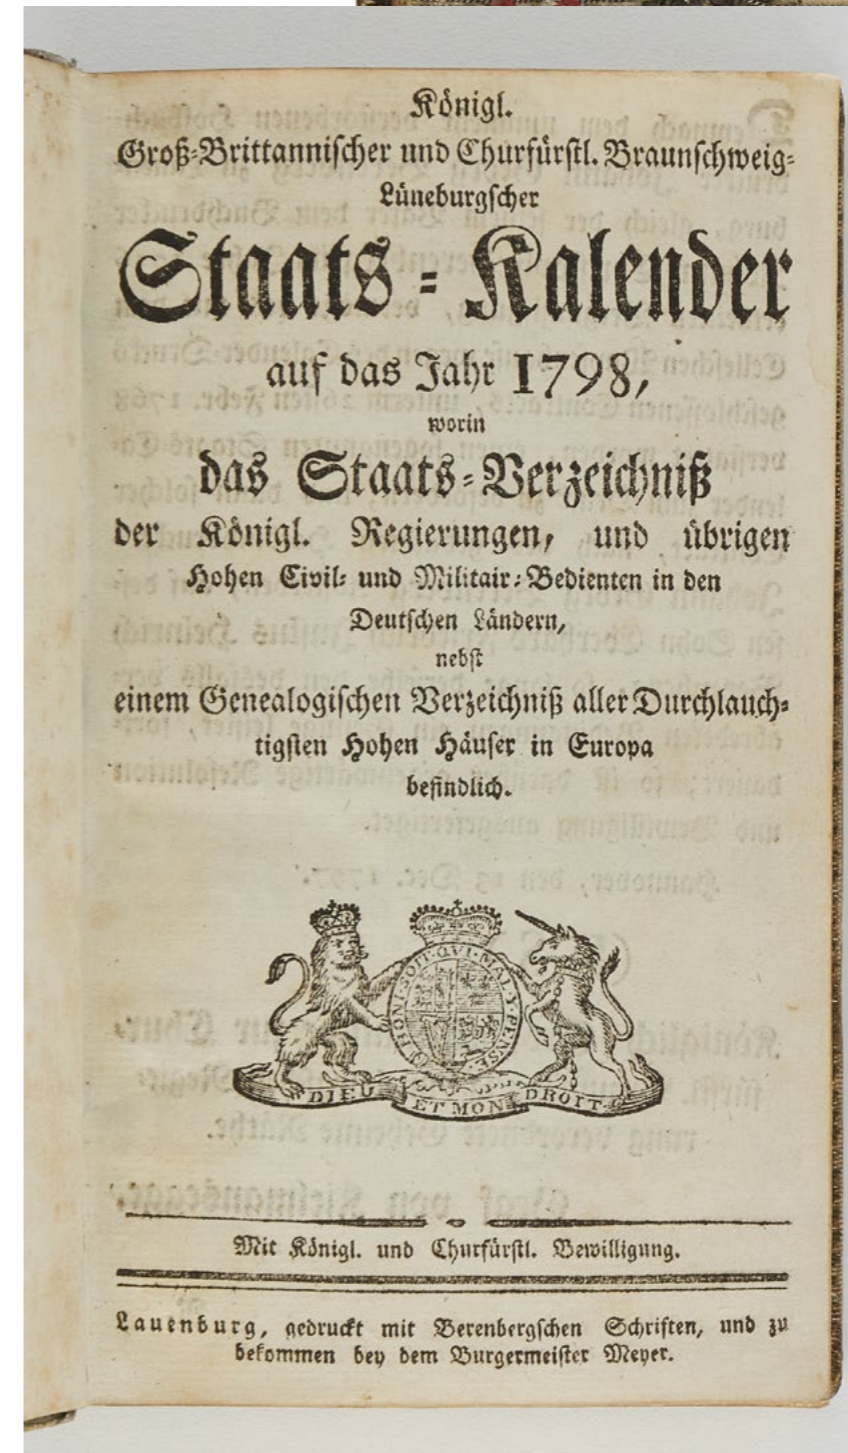 Königl.
Groß-Brittannischer und Churfürstl. Braunschweig-
Lüneburgscher
Staats-Kalender
auf das Jahr 1798,
worin
das Staats-Verzeichniß
der Königl. Regierungen, und übrigen
Hohen Civil- und Militair-Bedienten in den
Deutschen Ländern,
nebst
einem Genealogischen Verzeichniß aller Durchlauch-
tigsten Hohen Häuser in Europa
befindlich.
HONI·SOIT·QVI·MAL·Y·PENSE
DIEU ET MON DROIT
Mit Königl. und Churfürstl. Bewilligung.
Lauenburg, gedruckt mit Berenbergschen Schriften, und zu
bekommen bey dem Burgermeister Meyer.